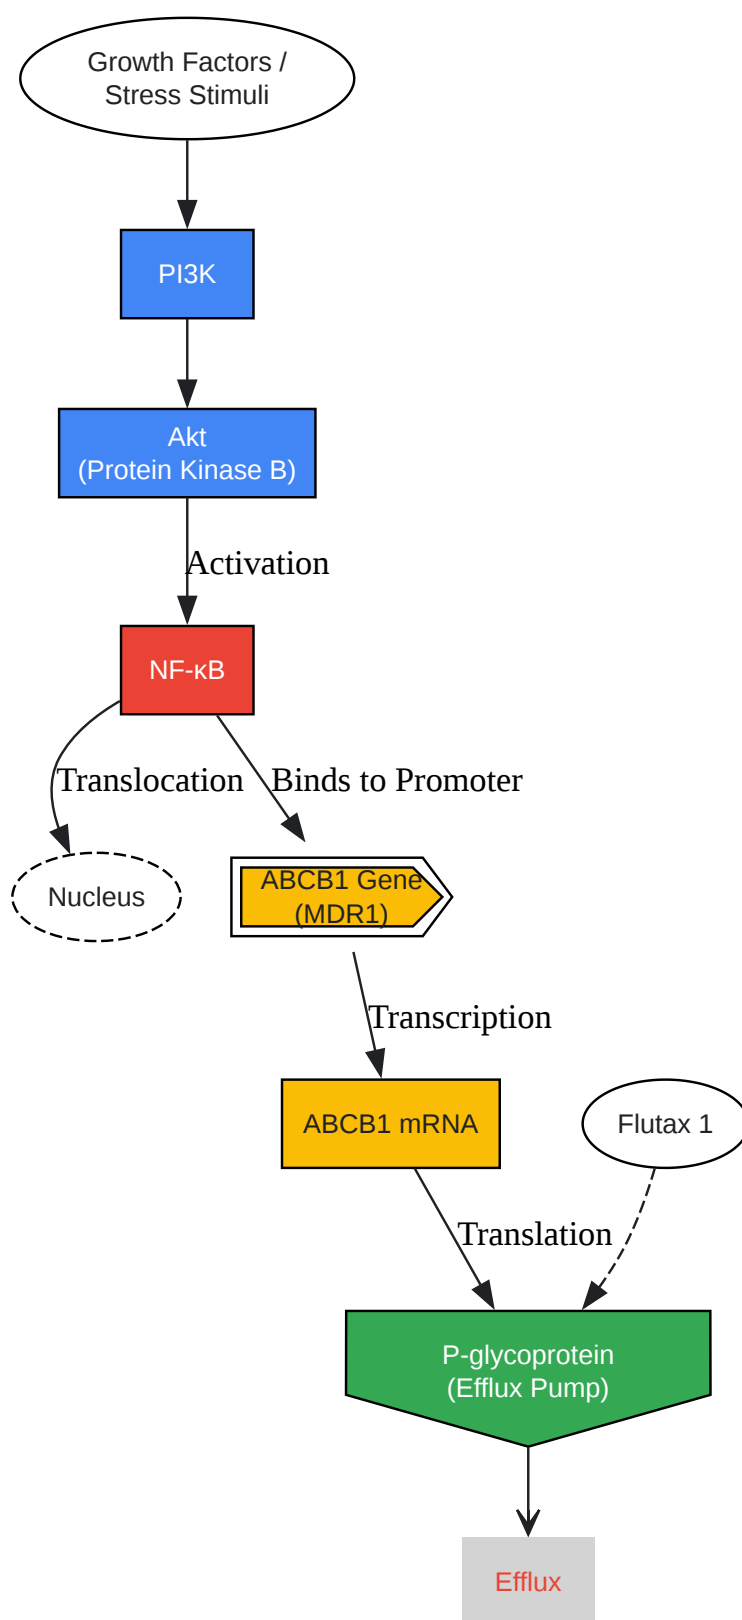 Growth Factors /
Stress Stimuli
PI3K
Akt
(Protein Kinase B)
Activation
NF-κB
Translocation
Binds to Promoter
Nucleus
ABCB1 Gene
(MDR1)
Transcription
ABCB1 mRNA
Flutax 1
Translation
P-glycoprotein
(Efflux Pump)
Efflux